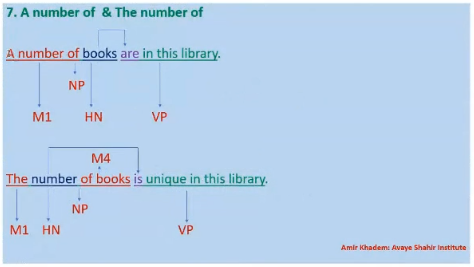 7. A number of & The number of
A number of books are in this library.
NP
M1 HN VP
M4
The number of books is unique in this library.
NP
M1 HN VP
Amir Khadem: Avaye Shahir Institute